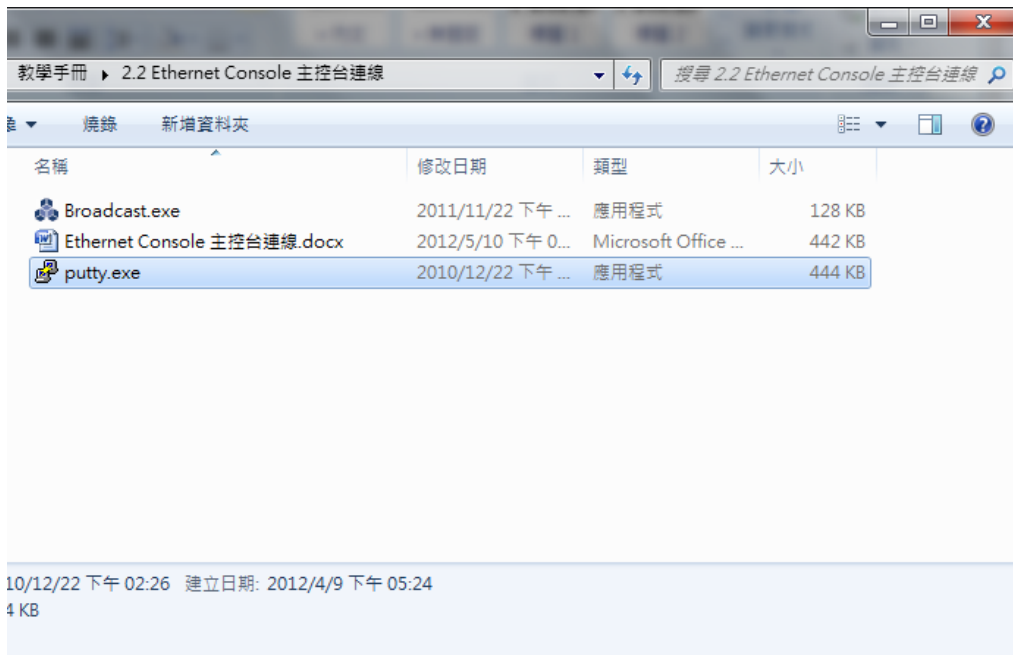 教學手冊 ▸ 2.2 Ethernet Console 主控台連線
搜尋 2.2 Ethernet Console 主控台連線
燒錄 新增資料夾
名稱 修改日期 類型 大小
Broadcast.exe 2011/11/22 下午 ... 應用程式 128 KB
Ethernet Console 主控台連線.docx 2012/5/10 下午 0... Microsoft Office ... 442 KB
putty.exe 2010/12/22 下午 ... 應用程式 444 KB
10/12/22 下午 02:26 建立日期: 2012/4/9 下午 05:24
4 KB